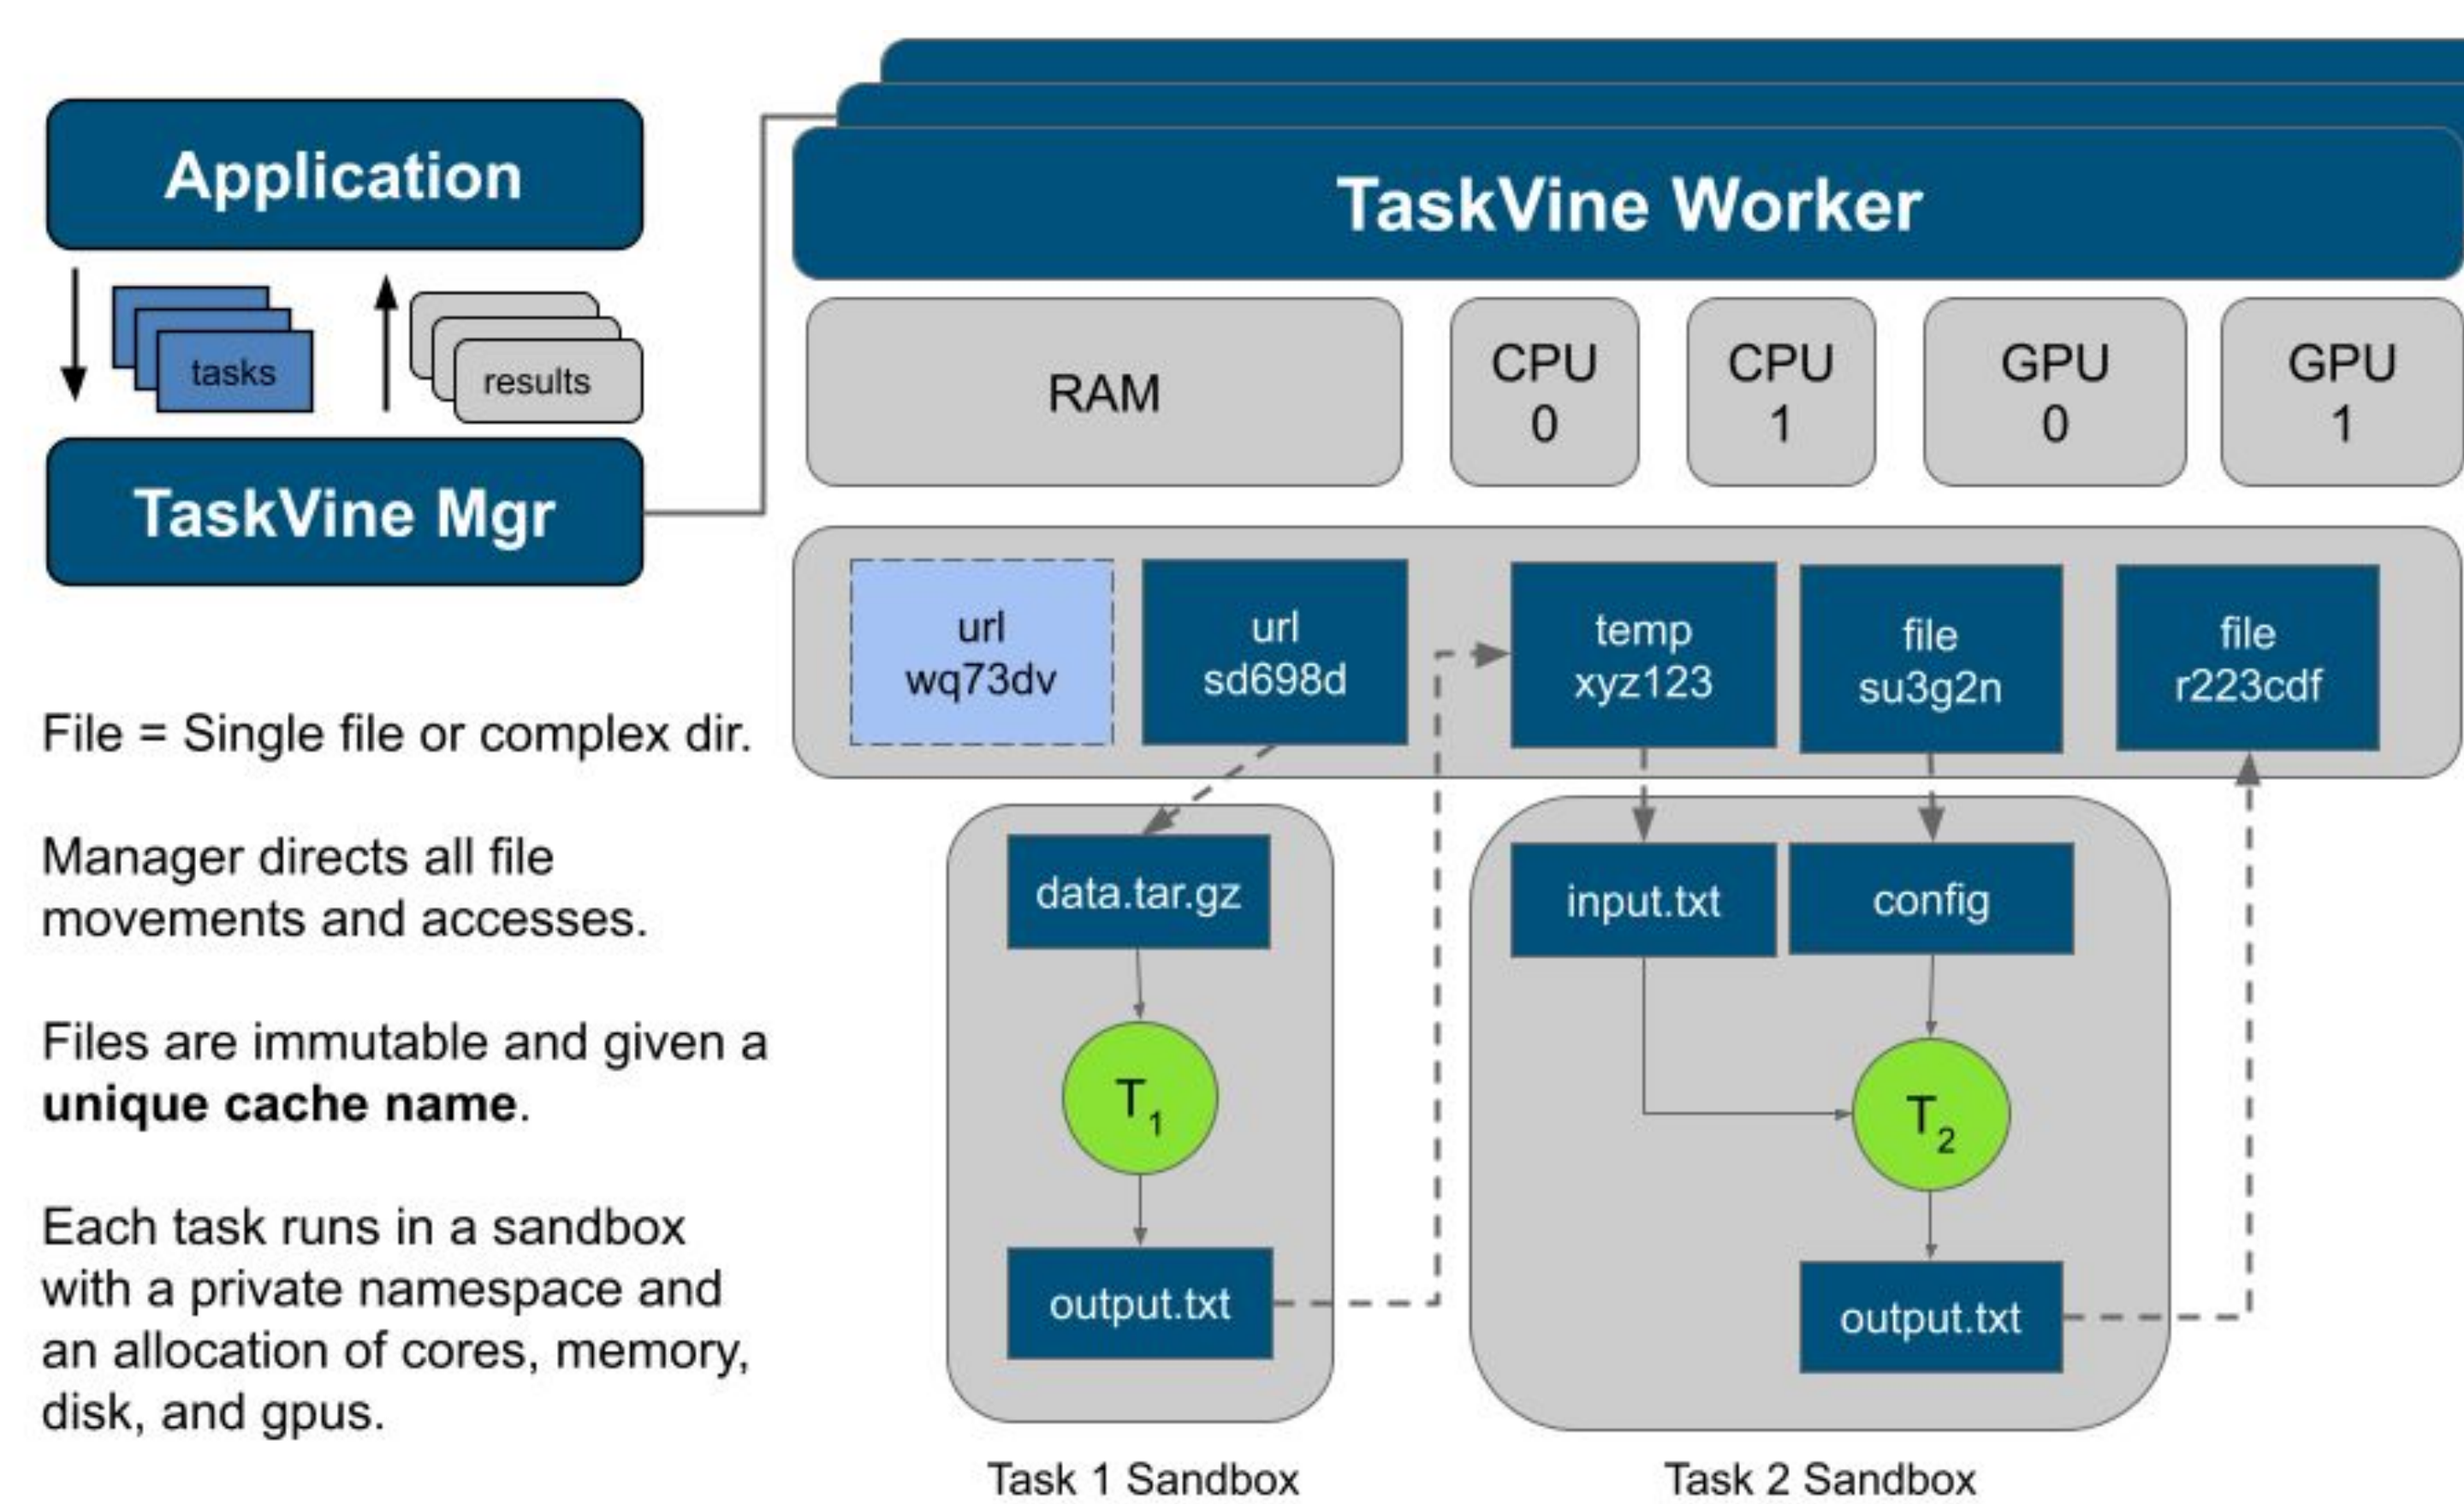 Application
tasks
results
TaskVine Mgr
File = Single file or complex dir.
Manager directs all file
movements and accesses.
Files are immutable and given a
unique cache name.
Each task runs in a sandbox
with a private namespace and
an allocation of cores, memory,
disk, and gpus.
TaskVine Worker
RAM
CPU
0
CPU
1
GPU
0
GPU
1
url
wq73dv
url
sd698d
temp
xyz123
file
su3g2n
file
r223cdf
data.tar.gz
T1
output.txt
Task 1 Sandbox
input.txt
config
T2
output.txt
Task 2 Sandbox